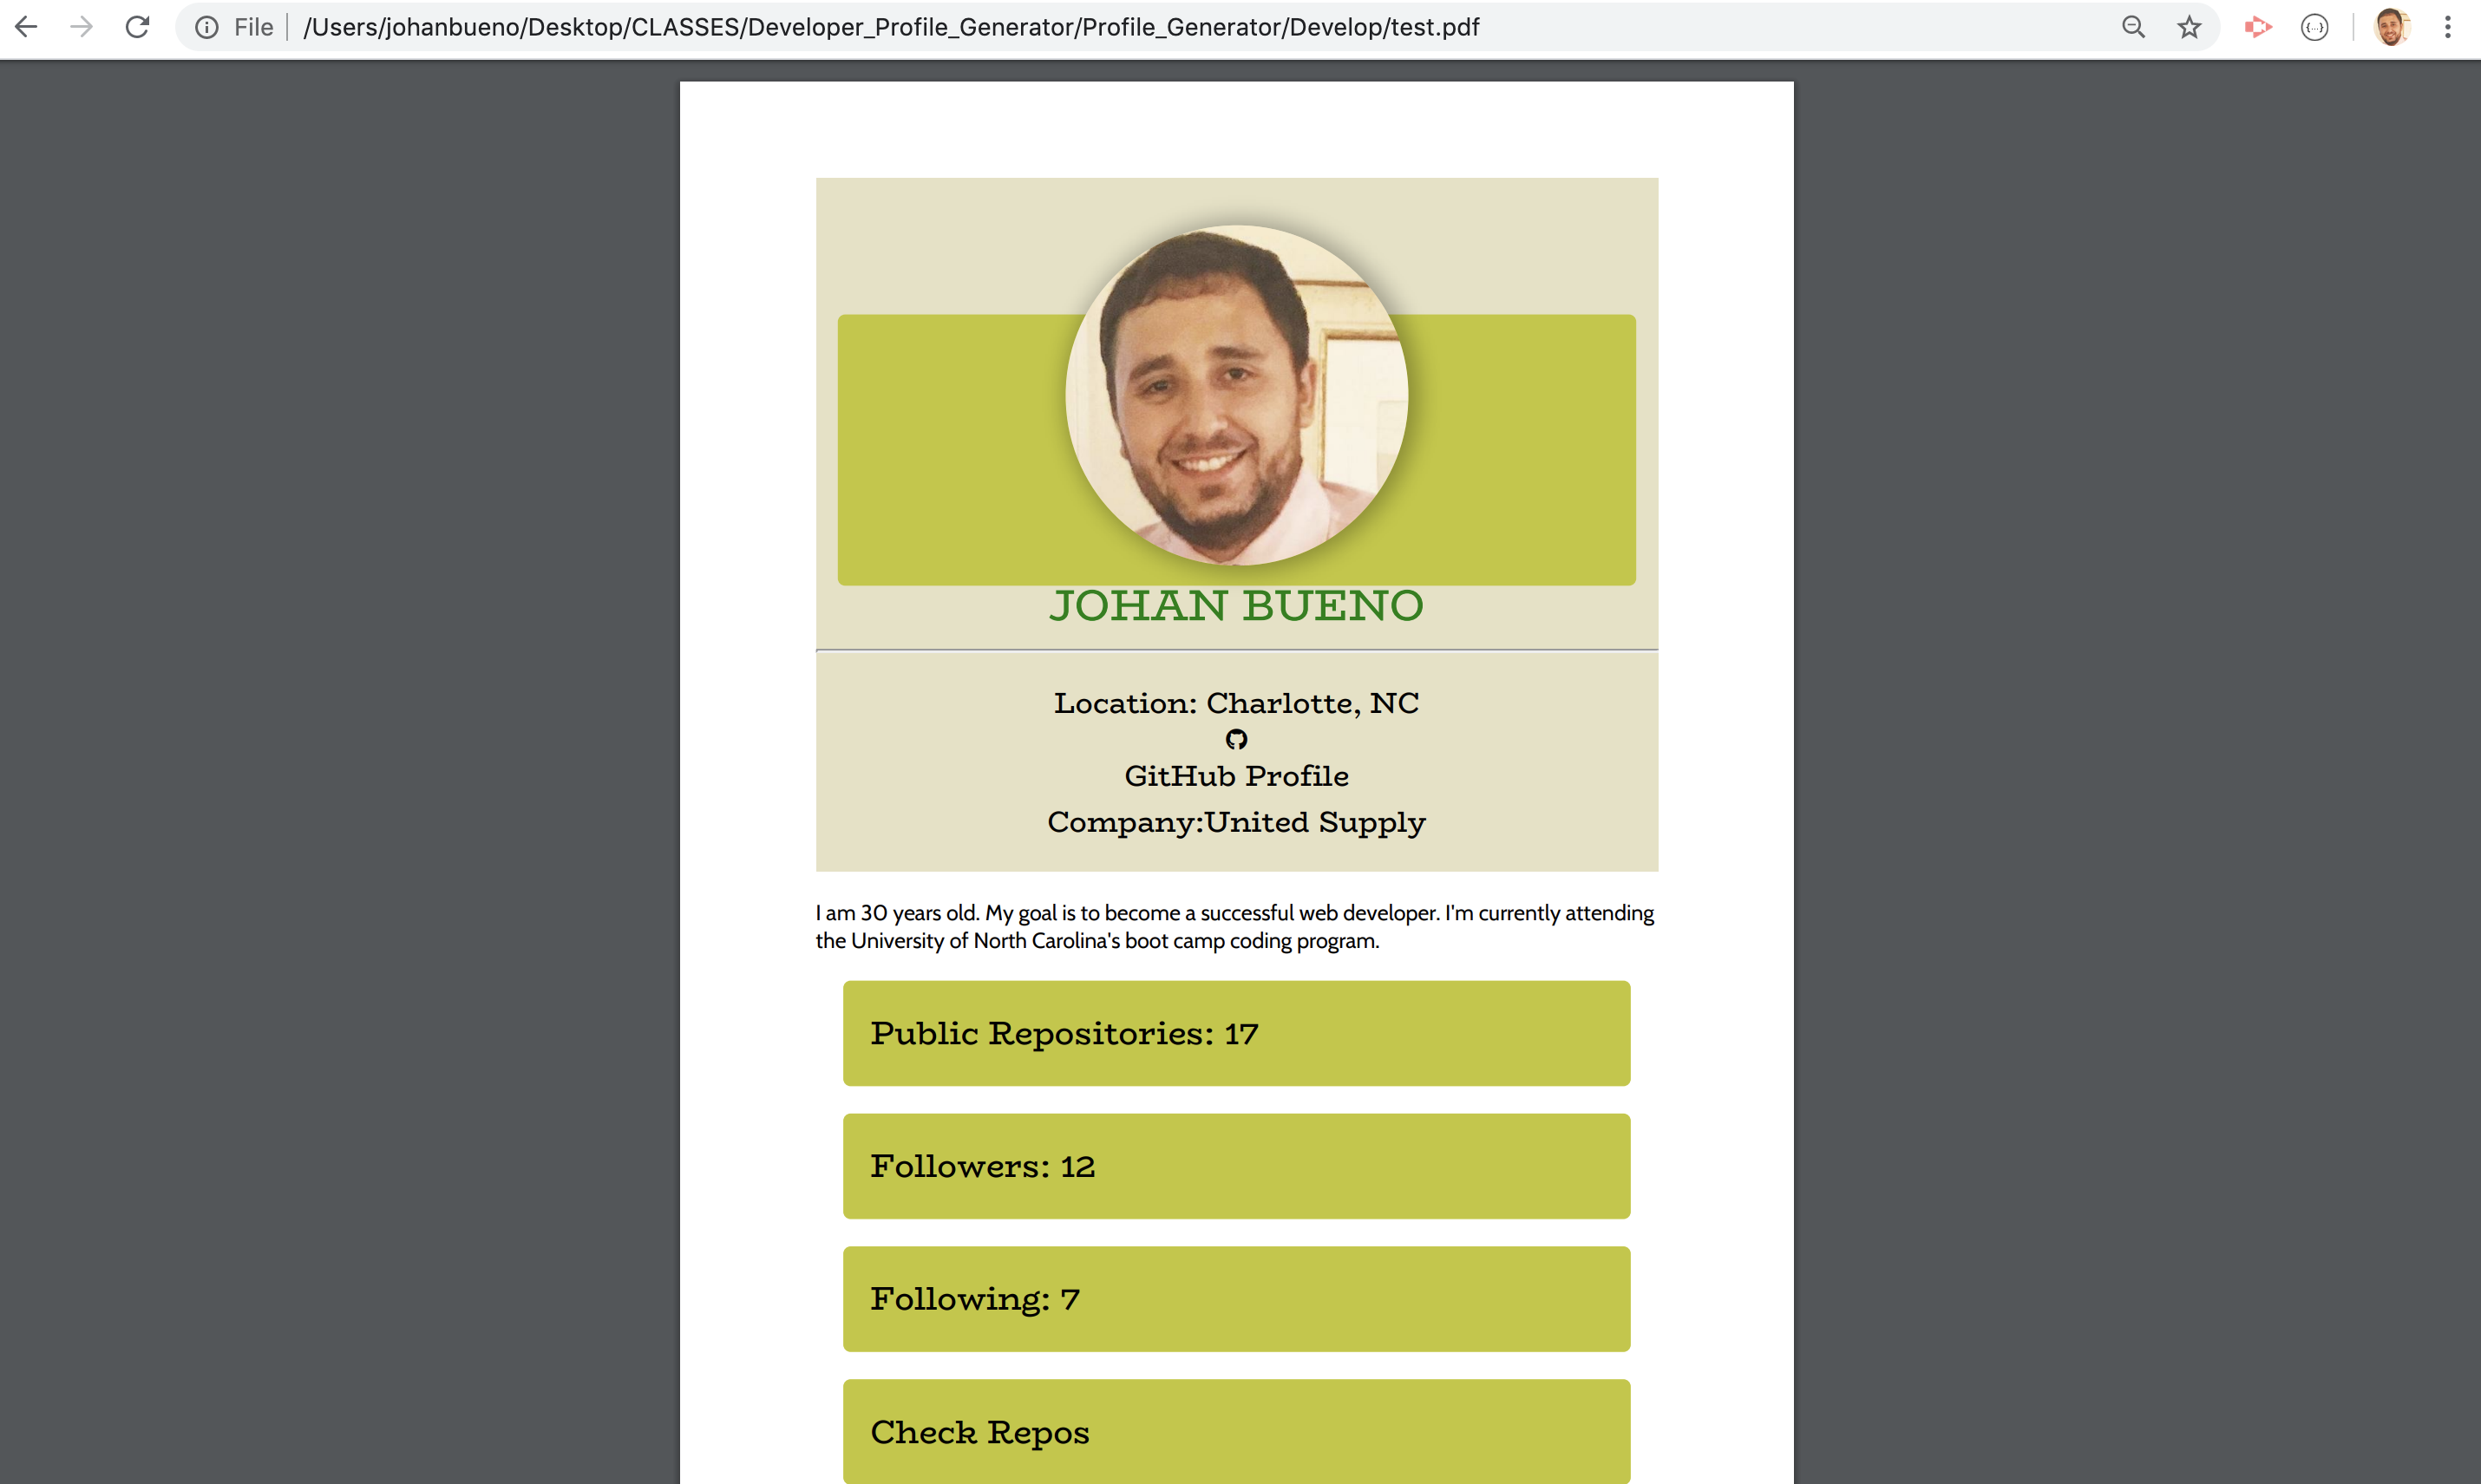 File /Users/johanbueno/Desktop/CLASSES/Developer_Profile_Generator/Profile_Generator/Develop/test.pdf
JOHAN BUENO
Location: Charlotte, NC
GitHub Profile
Company:United Supply
I am 30 years old. My goal is to become a successful web developer. I'm currently attending
the University of North Carolina's boot camp coding program.
Public Repositories: 17
Followers: 12
Following: 7
Check Repos